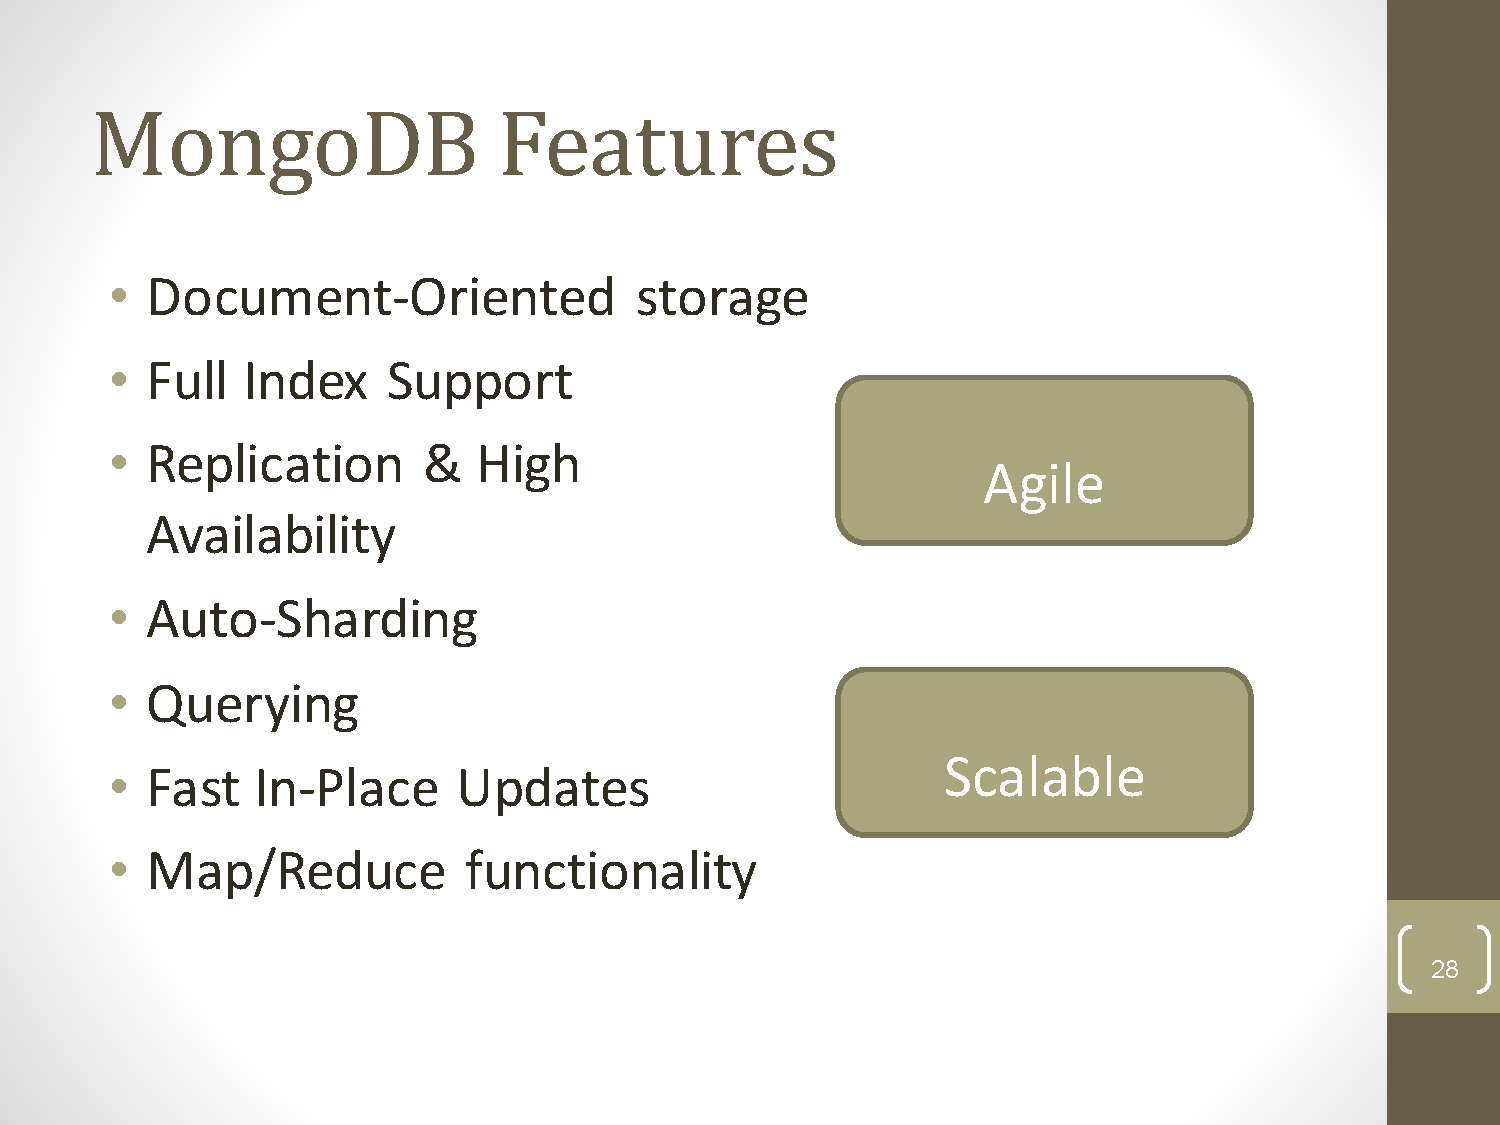 MongoDB Features
• Document-Oriented storage
• Full Index Support
• Replication & High
Availability
• Auto-Sharding
• Querying
• Fast In-Place Updates
• Map/Reduce functionality
Agile
Scalable
28